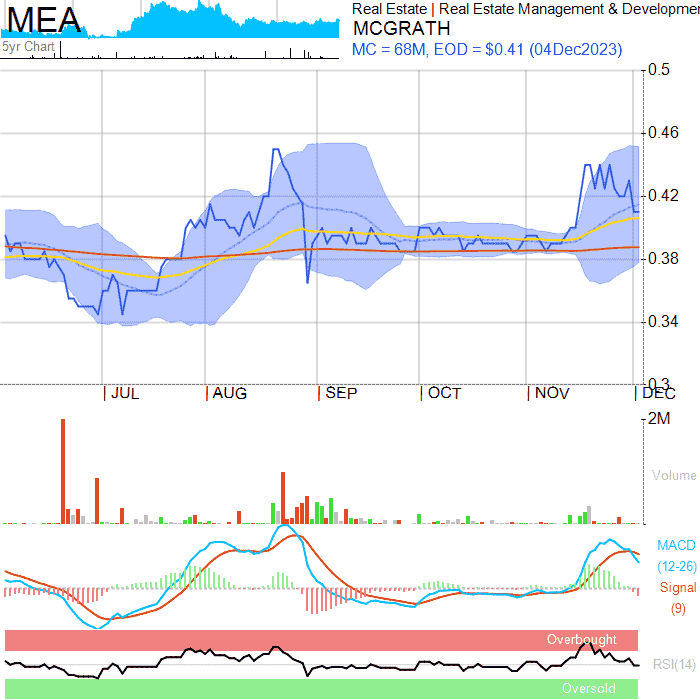 MEA
Real Estate | Real Estate Management & Developmen
MCGRATH
5yr Chart
MC = 68M, EOD = $0.41 (04Dec2023)
0.5
0.46
0.42
0.38
0.34
0.3
JUL AUG SEP OCT NOV DEC
2M
Volume
MACD
(12-26)
Signal
(9)
Overbought
RSI(14)
Oversold